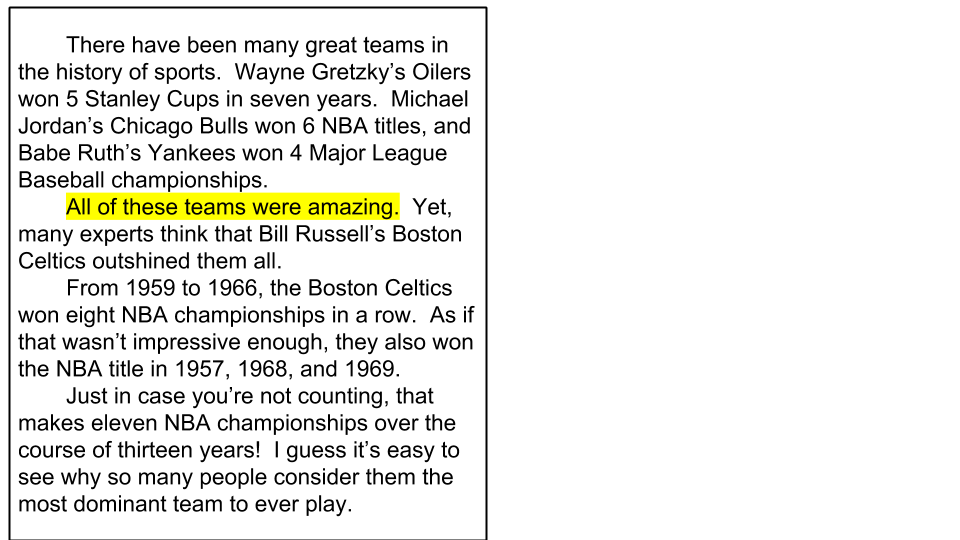 There have been many great teams in
the history of sports.  Wayne Gretzky’s Oilers
won 5 Stanley Cups in seven years.  Michael
Jordan’s Chicago Bulls won 6 NBA titles, and
Babe Ruth’s Yankees won 4 Major League
Baseball championships.
All of these teams were amazing.  Yet,
many experts think that Bill Russell’s Boston
Celtics outshined them all.
From 1959 to 1966, the Boston Celtics
won eight NBA championships in a row.  As if
that wasn’t impressive enough, they also won
the NBA title in 1957, 1968, and 1969.
Just in case you’re not counting, that
makes eleven NBA championships over the
course of thirteen years!  I guess it’s easy to
see why so many people consider them the
most dominant team to ever play.